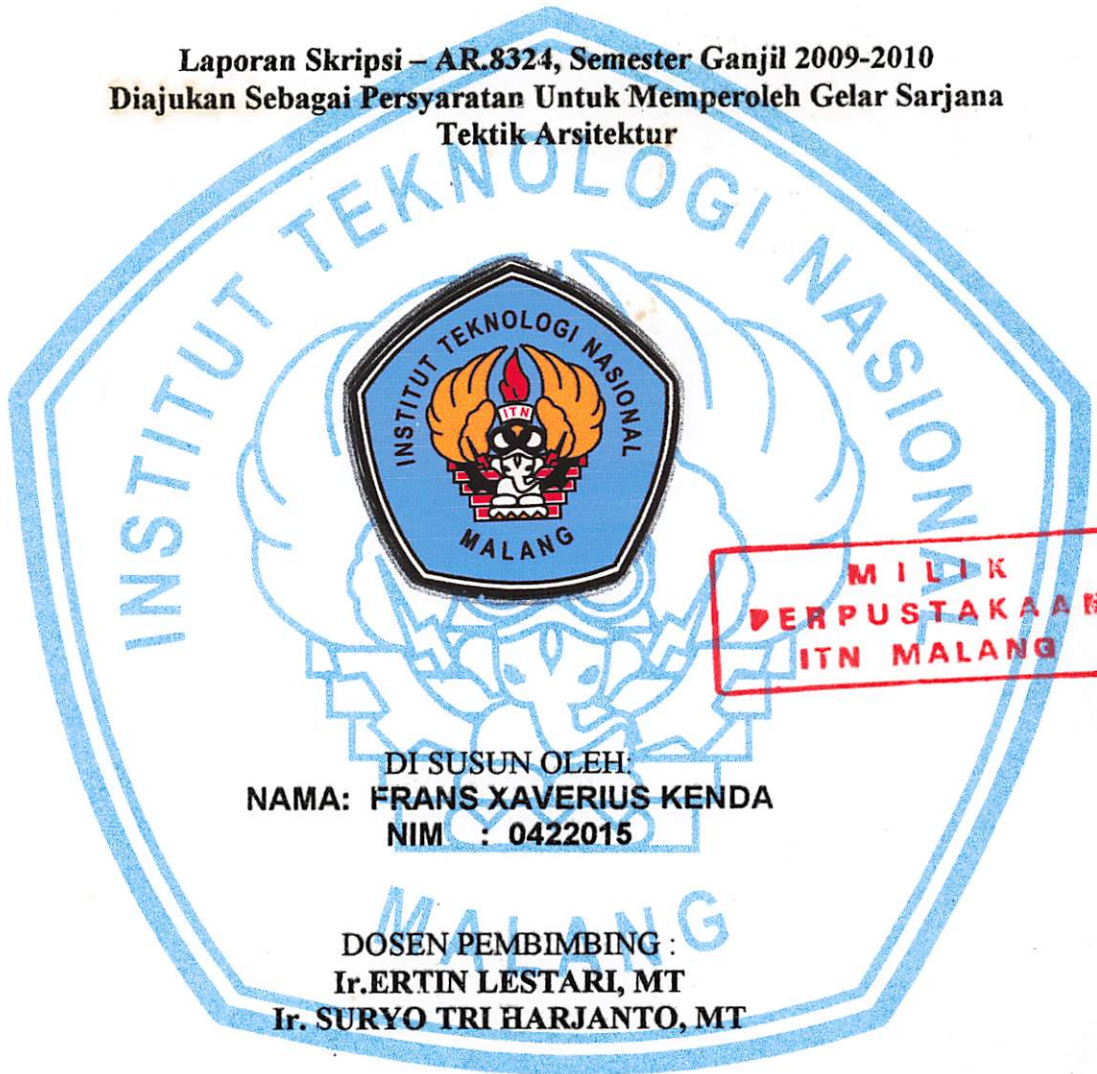 Laporan Skripsi – AR.8324, Semester Ganjil 2009-2010
Diajukan Sebagai Persyaratan Untuk Memperoleh Gelar Sarjana
Tektik Arsitektur
INSTITUT TEKNOLOGI NASIONAL
INSTITUT TEKNOLOGI NASIONAL
ITN
MALANG
MILIK
PERPUSTAKAAN
ITN MALANG
DI SUSUN OLEH:
NAMA: FRANS XAVERIUS KENDA
NIM : 0422015
MALANG
DOSEN PEMBIMBING :
Ir.ERTIN LESTARI, MT
Ir. SURYO TRI HARJANTO, MT